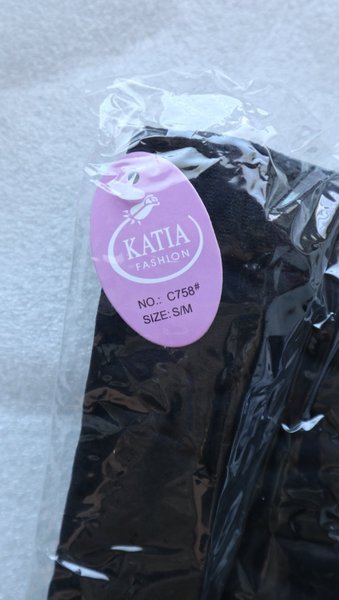 KATIA
FASHION
NO.: C758#
SIZE: S/M